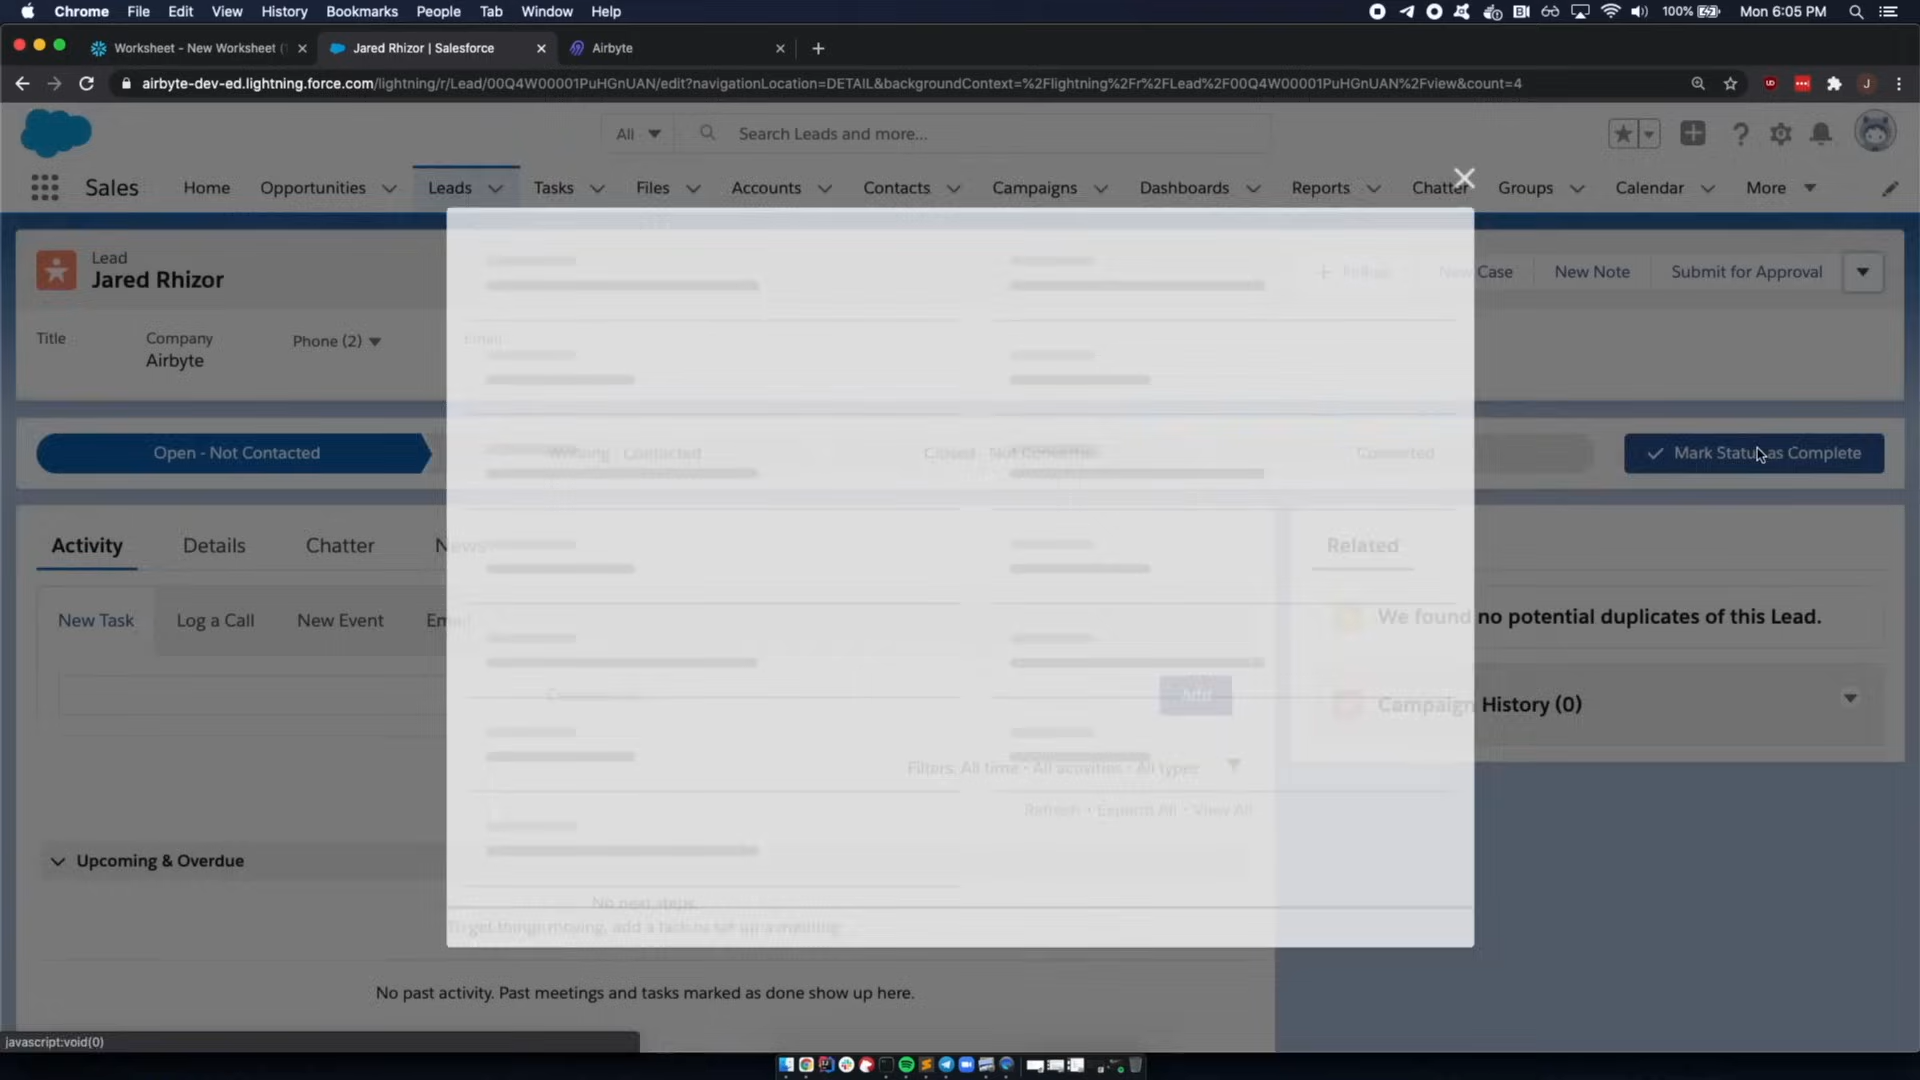 Chrome File Edit View History Bookmarks People Tab Window Help 100% Mon 6:05 PM
Worksheet - New Worksheet ( Jared Rhizor | Salesforce Airbyte
airbyte-dev-ed.lightning.force.com/lightning/r/Lead/00Q4W00001PuHGnUAN/edit?navigationLocation=DETAIL&backgroundContext=%2Flightning%2Fr%2FLead%2F00Q4W00001PuHGnUAN%2Fview&count=4
All Search Leads and more...
Sales Home Opportunities Leads Tasks Files Accounts Contacts Campaigns Dashboards Reports Chatter Groups Calendar More
Lead
Jared Rhizor
New Case New Note Submit for Approval
Title Company Phone (2) Email
Airbyte
Open - Not Contacted Working - Contacted Closed - Not Converted Converted Mark Status as Complete
Activity Details Chatter News Related
New Task Log a Call New Event Em
We found no potential duplicates of this Lead.
Add
Campaign History (0)
Filters: All time • All activities • All types
Refresh • Expand All • View All
Upcoming & Overdue
No next steps.
To get things moving, add a task or set up a meeting.
No past activity. Past meetings and tasks marked as done show up here.
javascript:void(0)